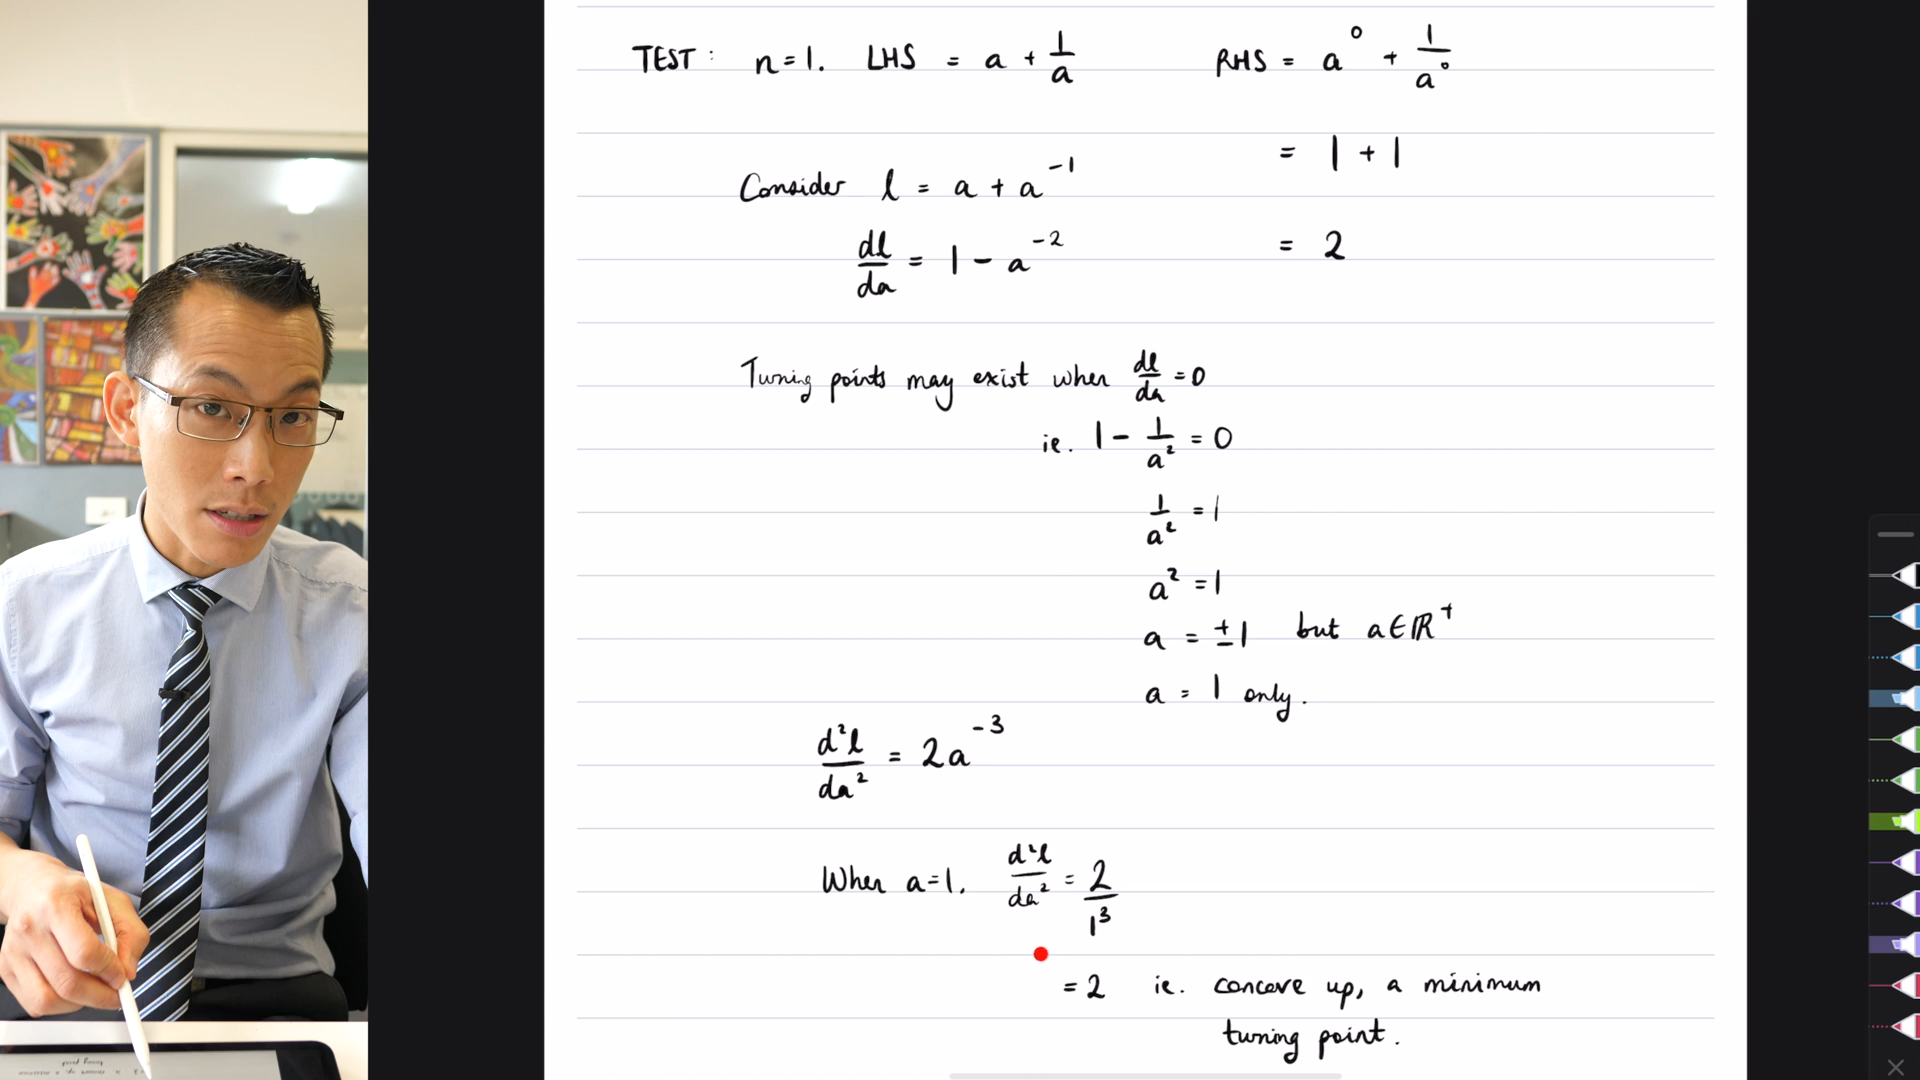 TEST: n=1. LHS = a + 1/a RHS = a⁰ + 1/a⁰
= 1 + 1
Consider l = a + a⁻¹
dl/da = 1 - a⁻²
= 2
Turning points may exist when dl/da = 0
ie. 1 - 1/a² = 0
1/a² = 1
a² = 1
a = ±1 but a∈ℝ⁺
a = 1 only.
d²l/da² = 2a⁻³
When a=1, d²l/da² = 2/1³
= 2 ie. concave up, a minimum
turning point.